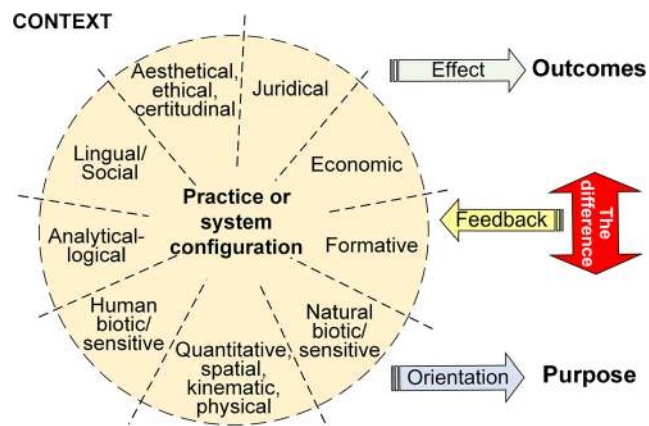 CONTEXT
Aesthetical,
ethical,
certitudinal
Juridical
Effect
Outcomes
Lingual/
Social
Economic
Practice or
system
configuration
The
difference
Feedback
Analytical-
logical
Formative
Human
biotic/
sensitive
Natural
biotic/
sensitive
Quantitative,
spatial,
kinematic,
physical
Orientation
Purpose